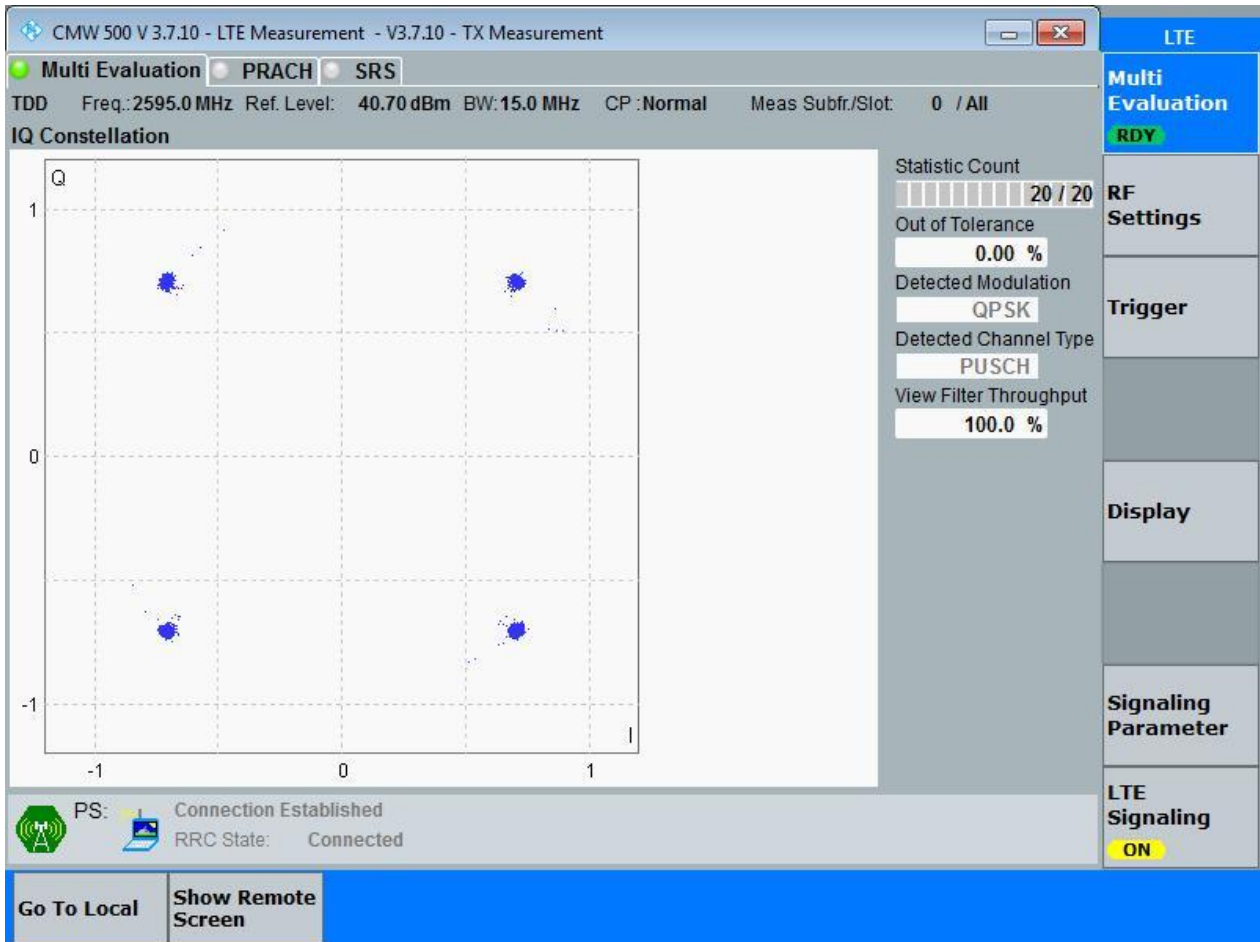 CMW 500 V 3.7.10 - LTE Measurement - V3.7.10 - TX Measurement
LTE
Multi Evaluation PRACH SRS
TDD Freq.: 2595.0 MHz Ref. Level: 40.70 dBm BW: 15.0 MHz CP : Normal Meas Subfr./Slot: 0 / All
IQ Constellation
Q
1
0
-1
I
-1 0 1
Statistic Count
20 / 20
Out of Tolerance
0.00 %
Detected Modulation
QPSK
Detected Channel Type
PUSCH
View Filter Throughput
100.0 %
Multi
Evaluation
RDY
RF
Settings
Trigger
Display
Signaling
Parameter
LTE
Signaling
ON
PS: Connection Established
RRC State: Connected
Go To Local
Show Remote
Screen